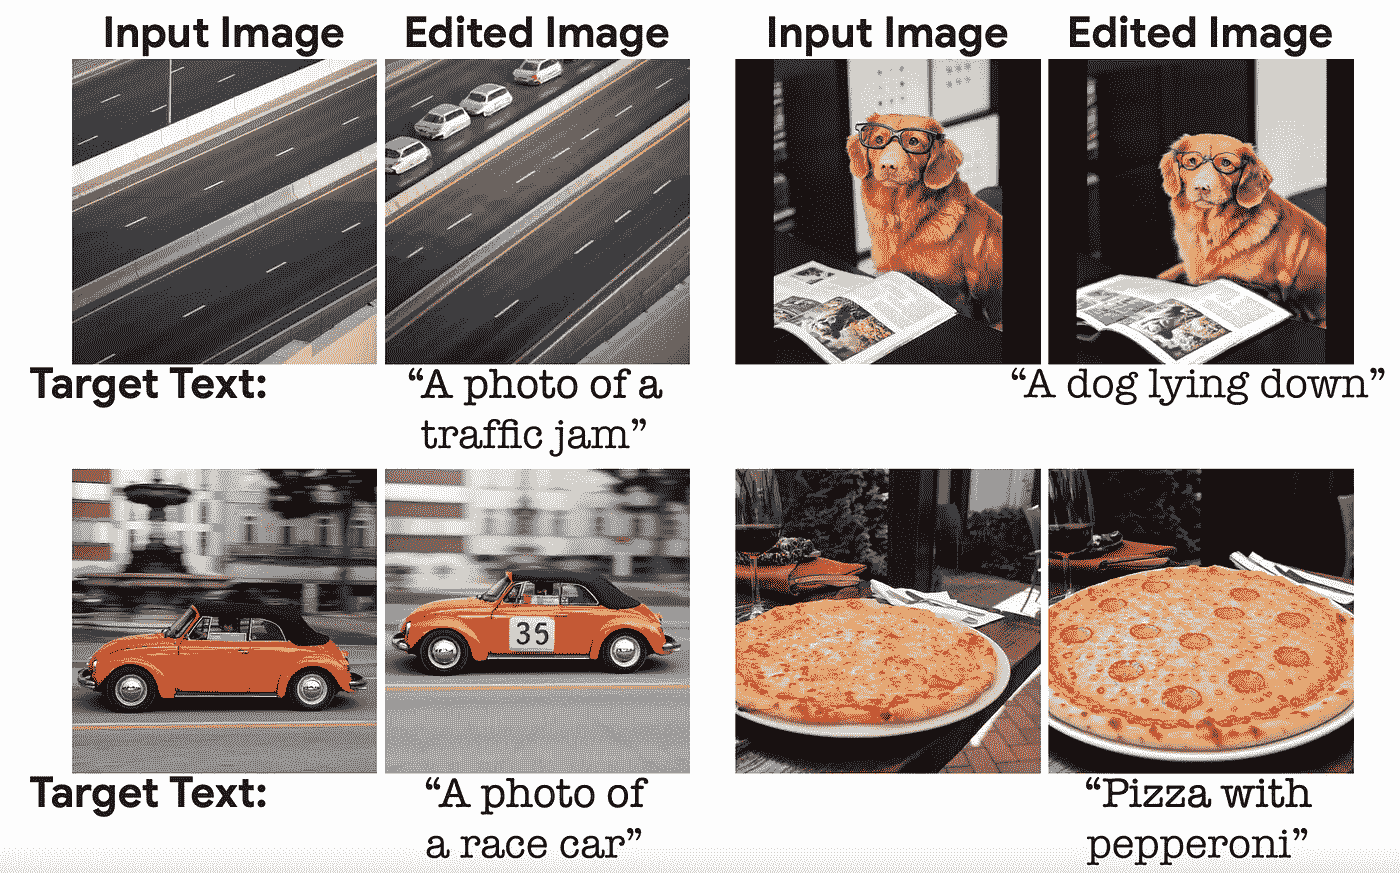 Input Image
Edited Image
Input Image
Edited Image
Target Text:
“A photo of a
traffic jam”
“A dog lying down”
35
Target Text:
“A photo of
a race car”
“Pizza with
pepperoni”